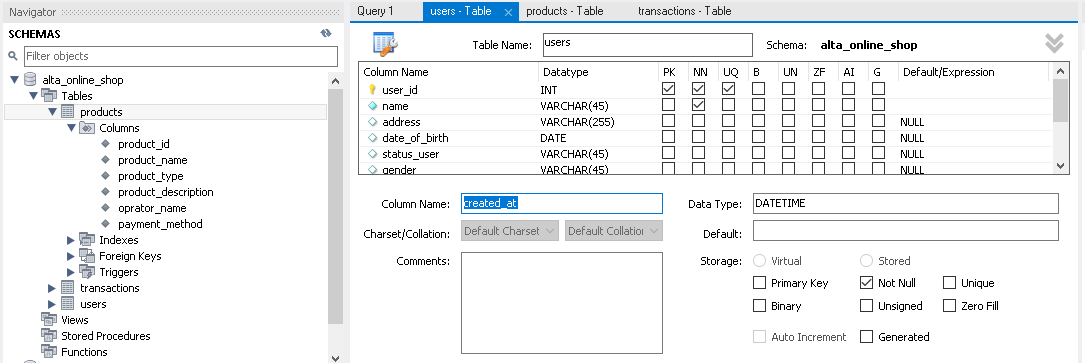 Navigator
SCHEMAS
Filter objects
alta_online_shop
Tables
products
Columns
product_id
product_name
product_type
product_description
oprator_name
payment_method
Indexes
Foreign Keys
Triggers
transactions
users
Views
Stored Procedures
Functions
Query 1 users - Table products - Table transactions - Table
Table Name: users Schema: alta_online_shop
Column Name Datatype PK NN UQ B UN ZF AI G Default/Expression
user_id INT
name VARCHAR(45)
address VARCHAR(255) NULL
date_of_birth DATE NULL
status_user VARCHAR(45) NULL
gender VARCHAR(45) NULL
Column Name: created_at Data Type: DATETIME
Charset/Collation: Default Charset Default Collation Default:
Comments: Storage: Virtual Stored
Primary Key Not Null Unique
Binary Unsigned Zero Fill
Auto Increment Generated